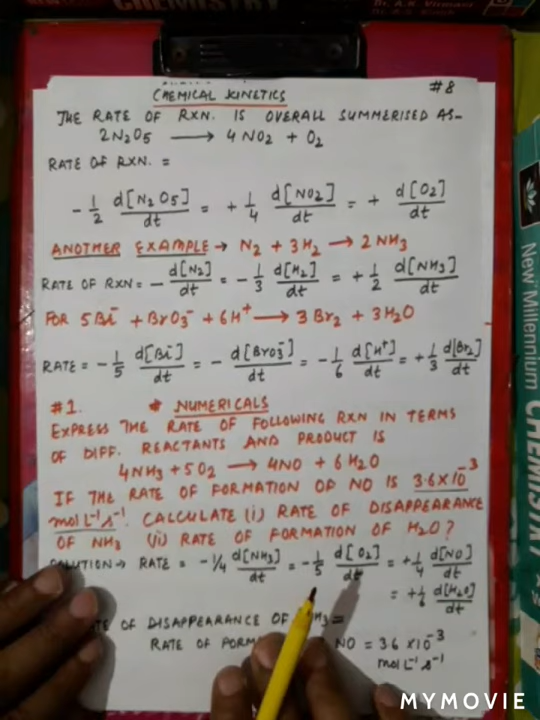 CHEMISTRY
Dr. A.K. Virmani
#8
CHEMICAL KINETICS
THE RATE OF RXN. IS OVERALL SUMMERISED AS-
2N₂O₅ ⟶ 4NO₂ + O₂
RATE OF RXN. =
-1/2 d[N₂O₅]/dt = +1/4 d[NO₂]/dt = + d[O₂]/dt
ANOTHER EXAMPLE → N₂ + 3H₂ → 2NH₃
RATE OF RXN = - d[N₂]/dt = -1/3 d[H₂]/dt = +1/2 d[NH₃]/dt
FOR 5Bi⁻ + BrO₃⁻ + 6H⁺ ⟶ 3Br₂ + 3H₂O
RATE = -1/5 d[Bi⁻]/dt = - d[BrO₃⁻]/dt = -1/6 d[H⁺]/dt = +1/3 d[Br₂]/dt
#1. * NUMERICALS
EXPRESS THE RATE OF FOLLOWING RXN IN TERMS
OF DIFF. REACTANTS AND PRODUCT IS
4NH₃ + 5O₂ ⟶ 4NO + 6H₂O
IF THE RATE OF FORMATION OF NO IS 3.6×10⁻³
mol L⁻¹ s⁻¹. CALCULATE (i) RATE OF DISAPPEARANCE
OF NH₃ (ii) RATE OF FORMATION OF H₂O?
SOLUTION → RATE = -1/4 d[NH₃]/dt = -1/5 d[O₂]/dt = +1/4 d[NO]/dt
= +1/6 d[H₂O]/dt
OF DISAPPEARANCE OF =
RATE OF NO = 3.6×10⁻³
mol L⁻¹ s⁻¹
New Millennium
CHEMIS
MYMOVIE